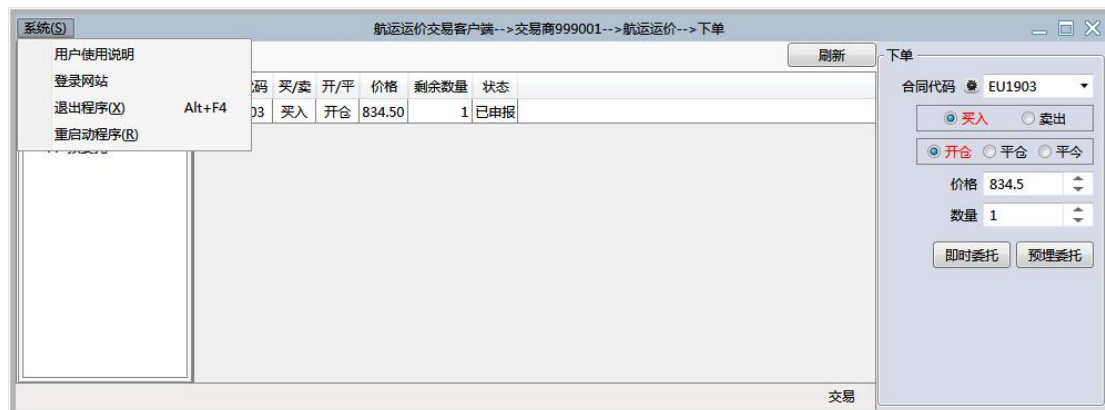 系统(S) 航运运价交易客户端-->交易商999001-->航运运价-->下单
用户使用说明
登录网站
退出程序(X) Alt+F4
重启动程序(R)
刷新
码 买/卖 开/平 价格 剩余数量 状态
03 买入 开仓 834.50 1 已申报
交易
下单
合同代码 EU1903
买入 卖出
开仓 平仓 平今
价格 834.5
数量 1
即时委托 预埋委托